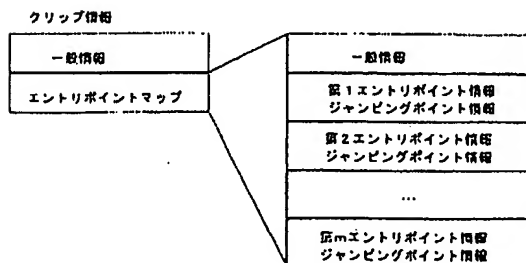 クリップ情報
一般情報
エントリポイントマップ
一般情報
第1エントリポイント情報
ジャンピングポイント情報
第2エントリポイント情報
ジャンピングポイント情報
...
第mエントリポイント情報
ジャンピングポイント情報